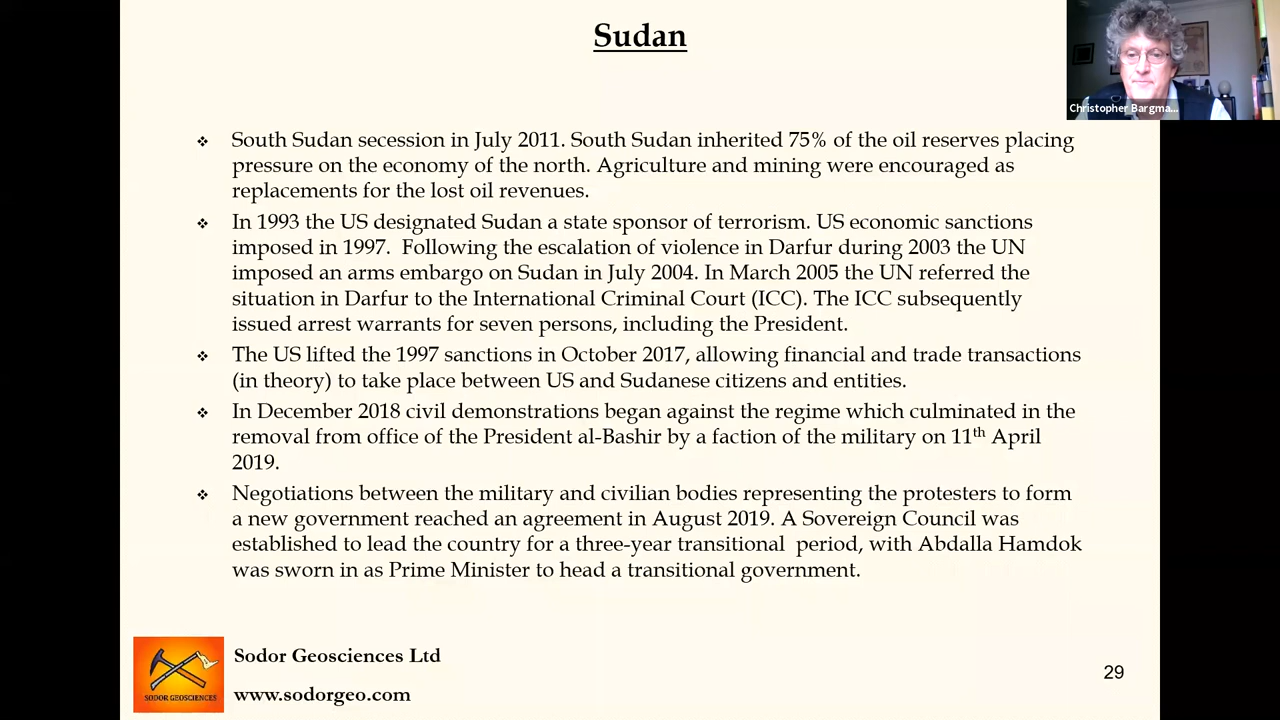 Sudan
Christopher Bargma...
❖ South Sudan secession in July 2011. South Sudan inherited 75% of the oil reserves placing
pressure on the economy of the north. Agriculture and mining were encouraged as
replacements for the lost oil revenues.
❖ In 1993 the US designated Sudan a state sponsor of terrorism. US economic sanctions
imposed in 1997.  Following the escalation of violence in Darfur during 2003 the UN
imposed an arms embargo on Sudan in July 2004. In March 2005 the UN referred the
situation in Darfur to the International Criminal Court (ICC). The ICC subsequently
issued arrest warrants for seven persons, including the President.
❖ The US lifted the 1997 sanctions in October 2017, allowing financial and trade transactions
(in theory) to take place between US and Sudanese citizens and entities.
❖ In December 2018 civil demonstrations began against the regime which culminated in the
removal from office of the President al-Bashir by a faction of the military on 11th April
2019.
❖ Negotiations between the military and civilian bodies representing the protesters to form
a new government reached an agreement in August 2019. A Sovereign Council was
established to lead the country for a three-year transitional  period, with Abdalla Hamdok
was sworn in as Prime Minister to head a transitional government.
SODOR GEOSCIENCES
Sodor Geosciences Ltd
www.sodorgeo.com
29